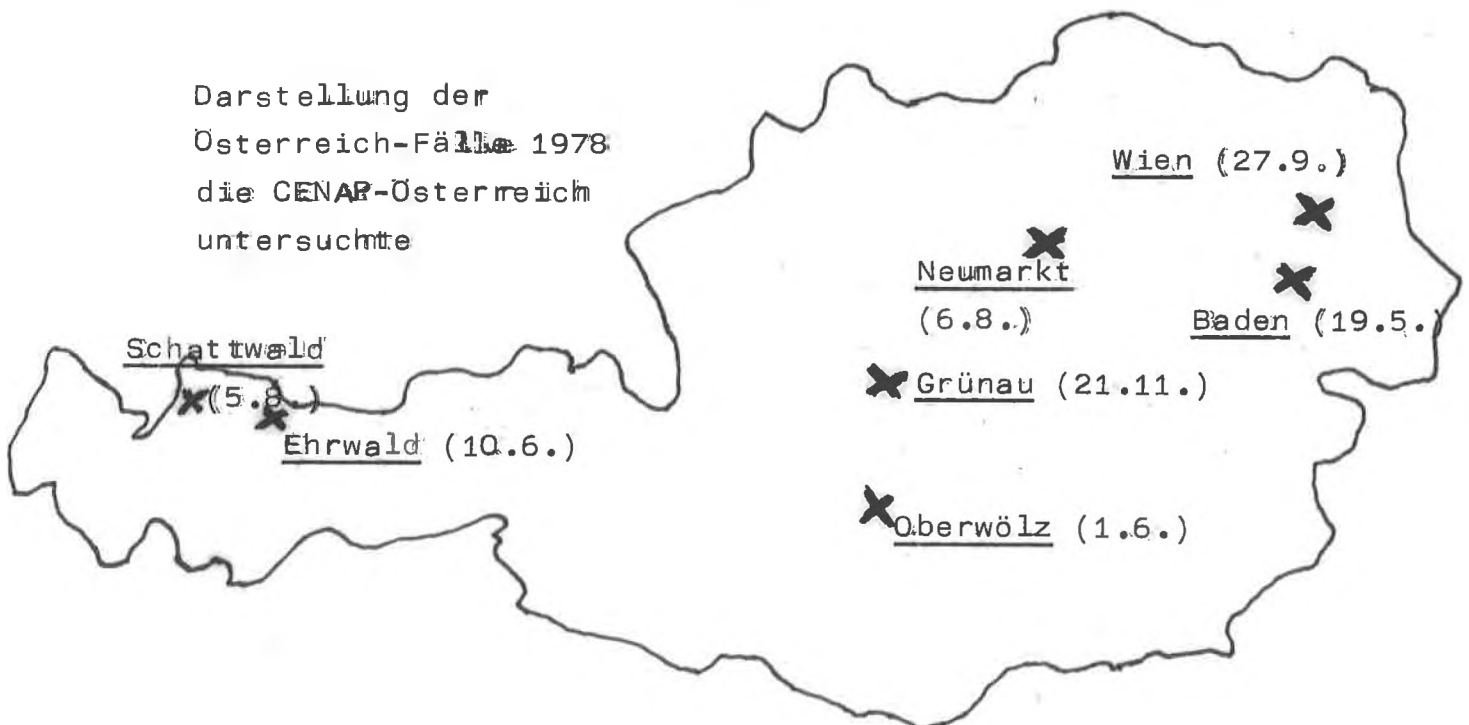 Darstellung der
Österreich-Fälle 1978
die CENAP-Österreich
untersuchte
Wien (27.9.)
Neumarkt
(6.8.)
Baden (19.5.)
Schattwald
(5.8.)
Grünau (21.11.)
Ehrwald (10.6.)
Oberwölz (1.6.)